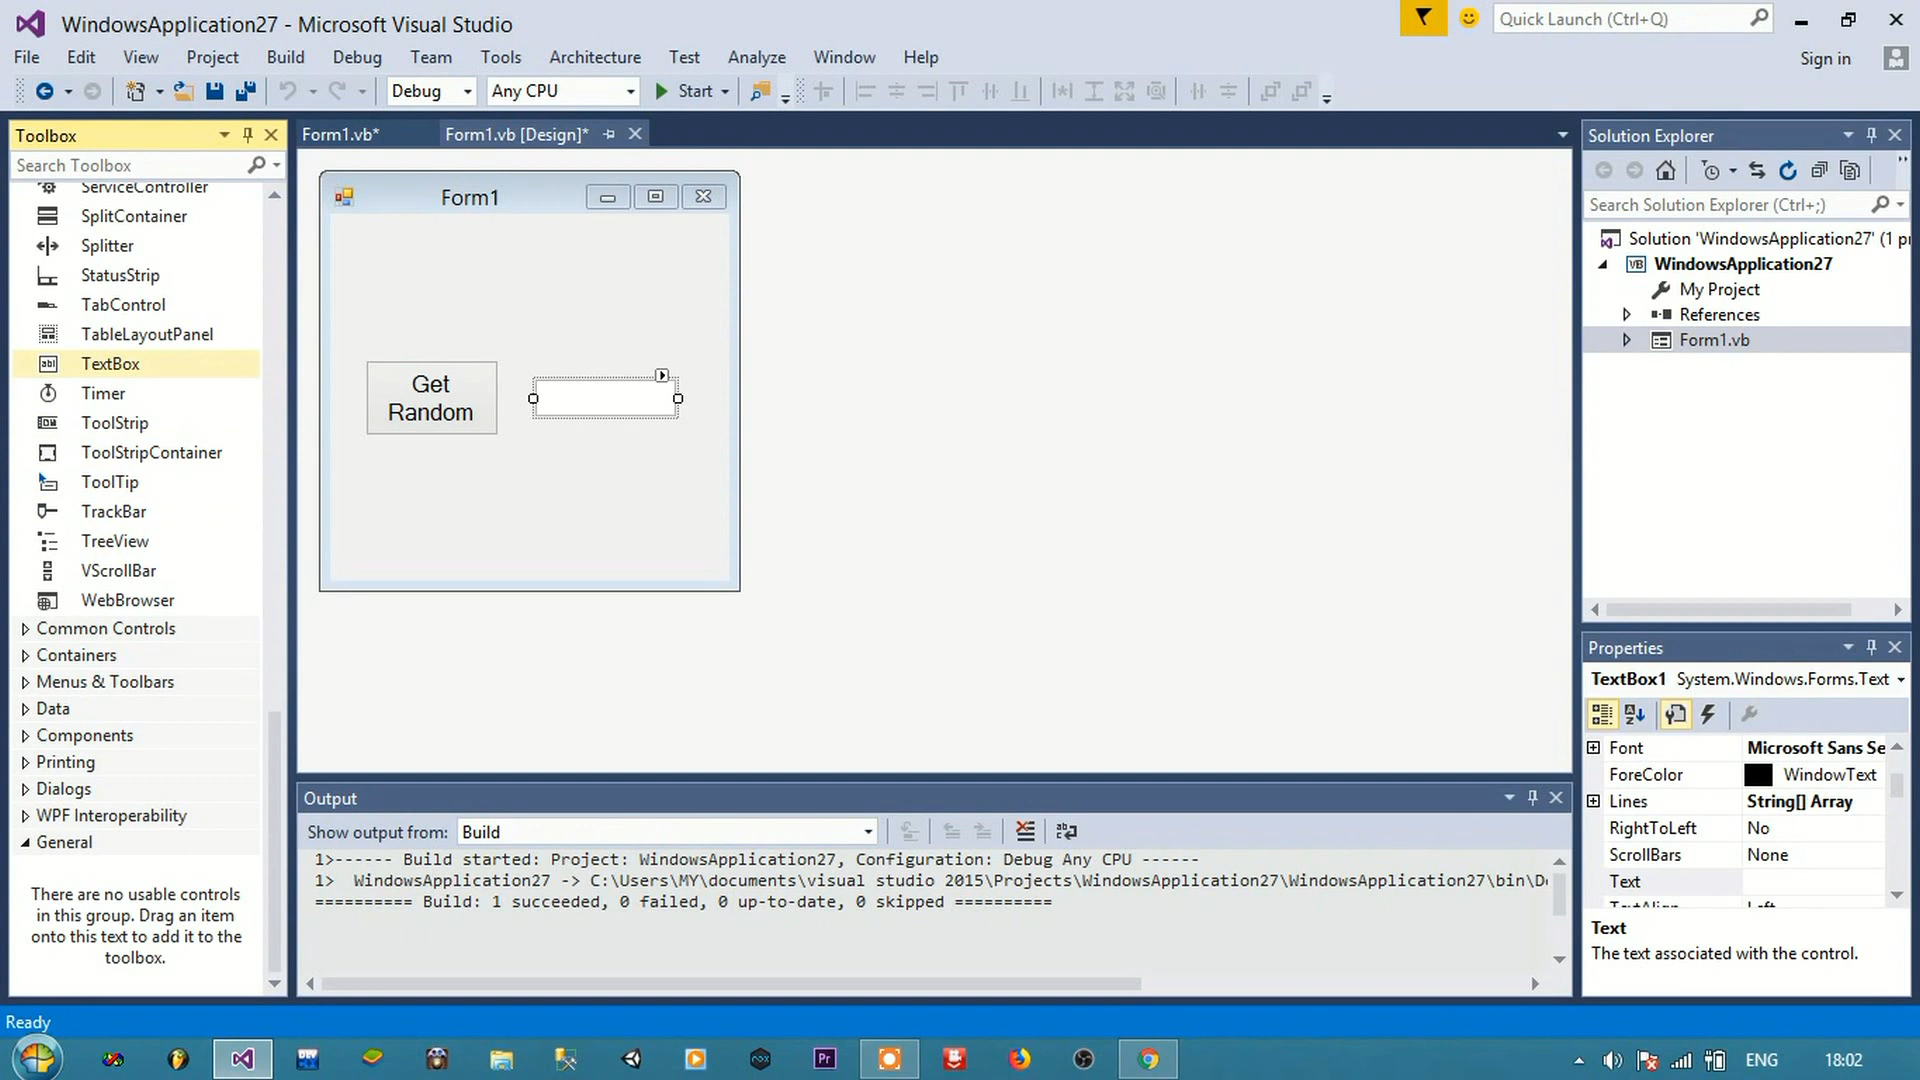 WindowsApplication27 - Microsoft Visual Studio
Quick Launch (Ctrl+Q)
File Edit View Project Build Debug Team Tools Architecture Test Analyze Window Help
Sign in
Debug Any CPU Start
Toolbox
Search Toolbox
ServiceController
SplitContainer
Splitter
StatusStrip
TabControl
TableLayoutPanel
TextBox
Timer
ToolStrip
ToolStripContainer
ToolTip
TrackBar
TreeView
VScrollBar
WebBrowser
Common Controls
Containers
Menus & Toolbars
Data
Components
Printing
Dialogs
WPF Interoperability
General
There are no usable controls
in this group. Drag an item
onto this text to add it to the
toolbox.
Form1.vb* Form1.vb [Design]*
Form1
Get
Random
Output
Show output from: Build
1>------ Build started: Project: WindowsApplication27, Configuration: Debug Any CPU ------
1> WindowsApplication27 -> C:\Users\MY\documents\visual studio 2015\Projects\WindowsApplication27\WindowsApplication27\bin\De
========== Build: 1 succeeded, 0 failed, 0 up-to-date, 0 skipped ==========
Solution Explorer
Search Solution Explorer (Ctrl+;)
Solution 'WindowsApplication27' (1 pr
WindowsApplication27
My Project
References
Form1.vb
Properties
TextBox1 System.Windows.Forms.Text
Font Microsoft Sans Se
ForeColor WindowText
Lines String[] Array
RightToLeft No
ScrollBars None
Text
TextAlign Left
Text
The text associated with the control.
Ready
ENG 18:02